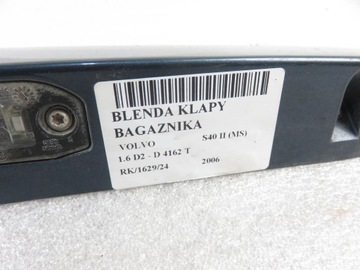 BLENDA KLAPY
BAGAZNIKA
VOLVO S40 II (MS)
1.6 D2 - D 4162 T 2006
RK/1629/24